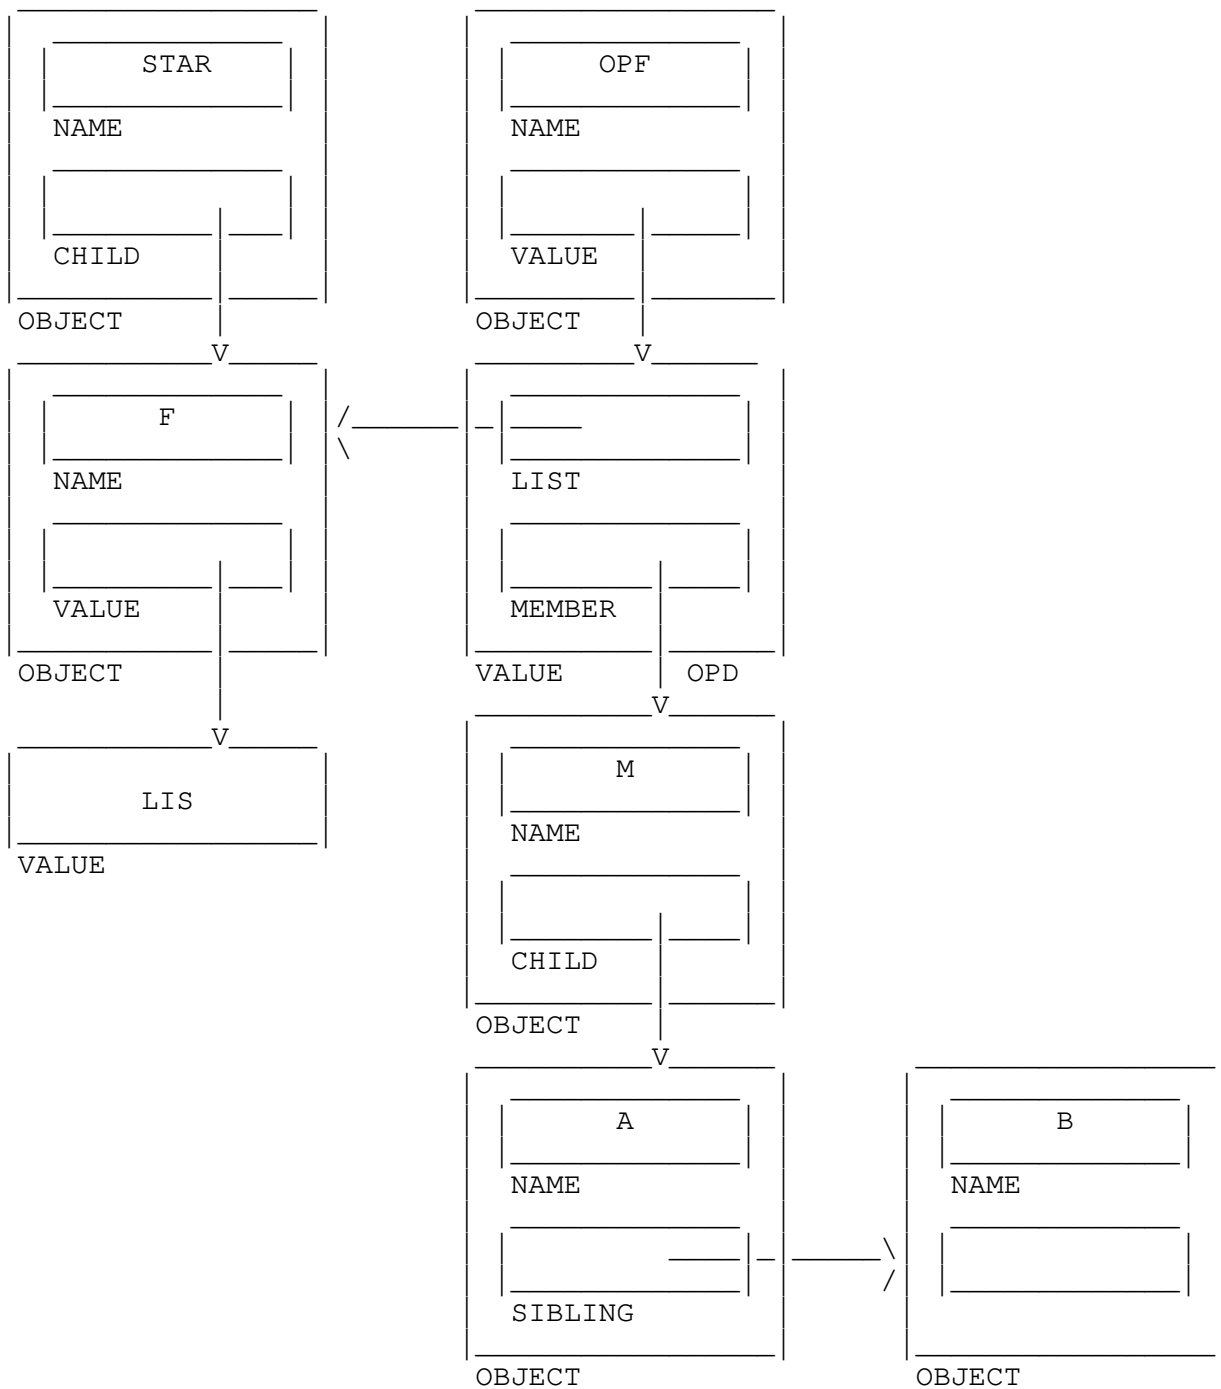 STAR OPF
NAME NAME
CHILD VALUE
OBJECT OBJECT
V V
F
NAME LIST
VALUE MEMBER
OBJECT VALUE OPD
V
V
M
LIS
NAME
VALUE
CHILD
OBJECT
V
A B
NAME NAME
SIBLING
OBJECT OBJECT